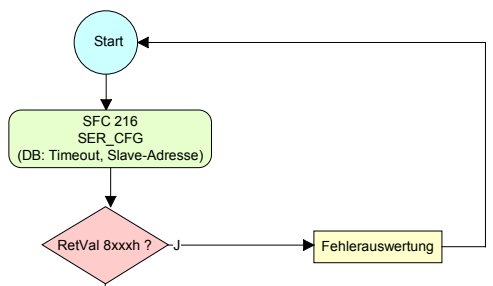 Start
SFC 216
SER_CFG
(DB: Timeout, Slave-Adresse)
RetVal 8xxxh ?
J
Fehlerauswertung